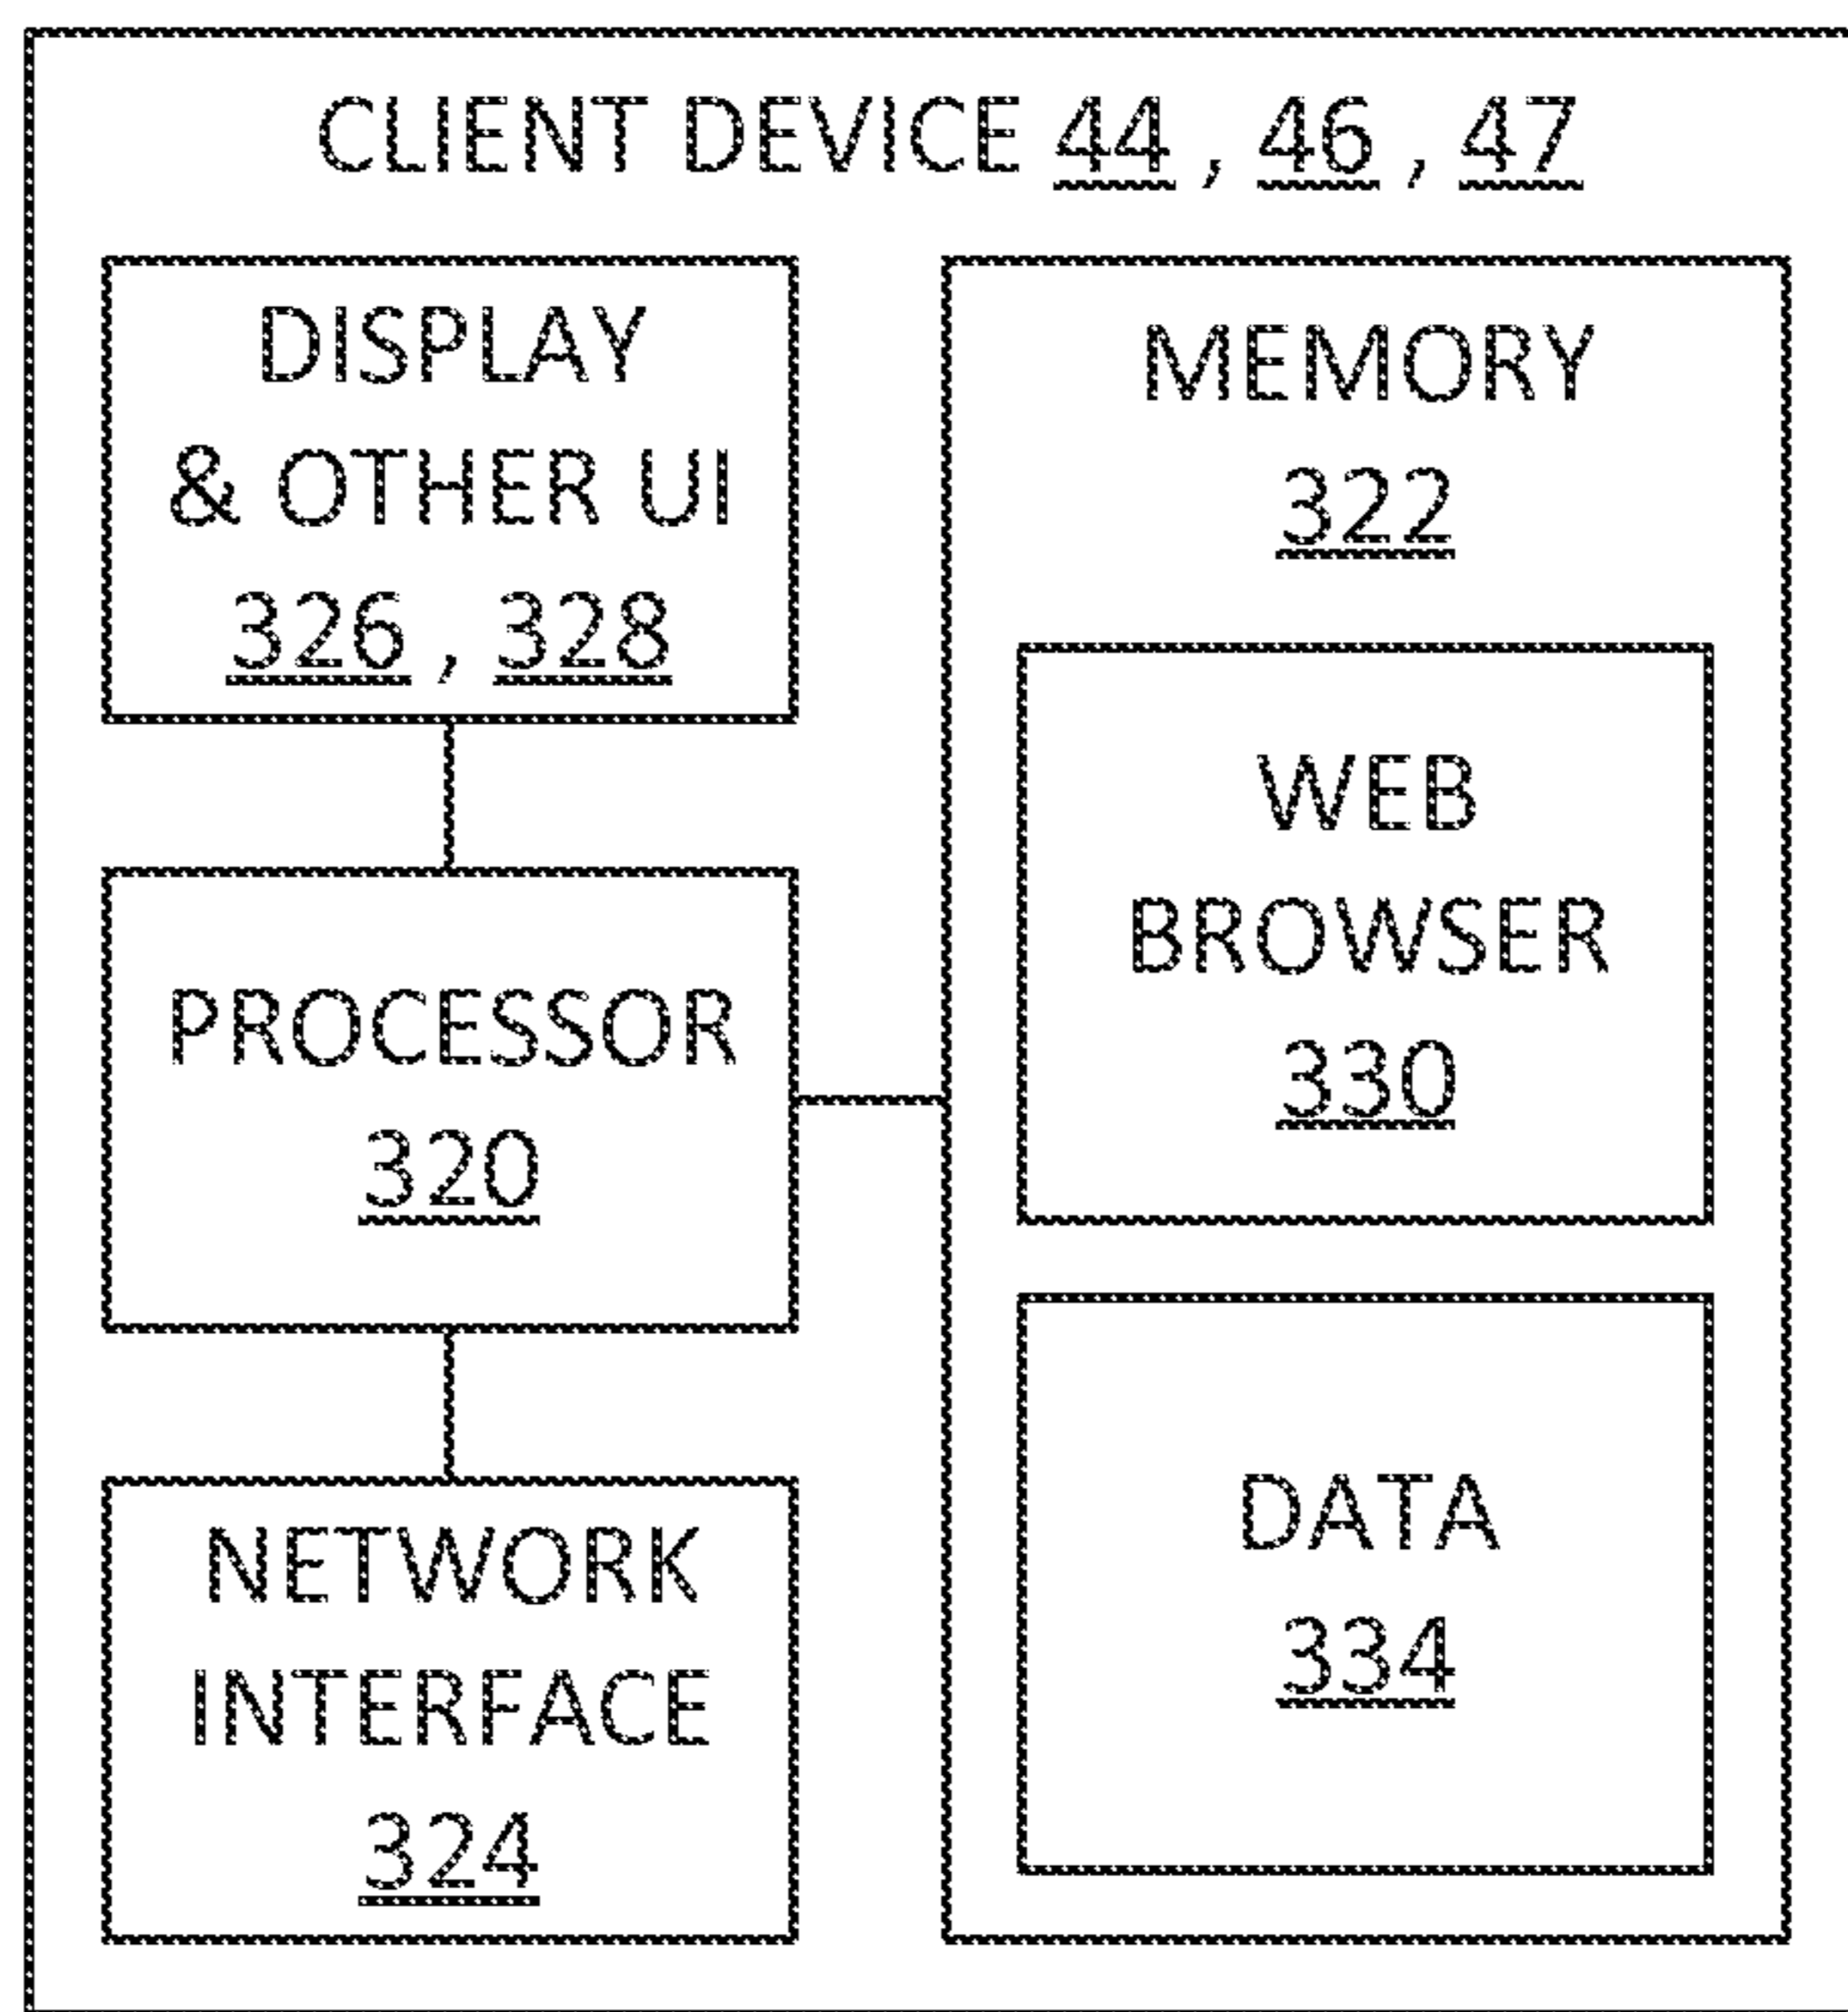 CLIENT DEVICE 44 , 46 , 47
DISPLAY
& OTHER UI
326 , 328
PROCESSOR
320
NETWORK
INTERFACE
324
MEMORY
322
WEB
BROWSER
330
DATA
334